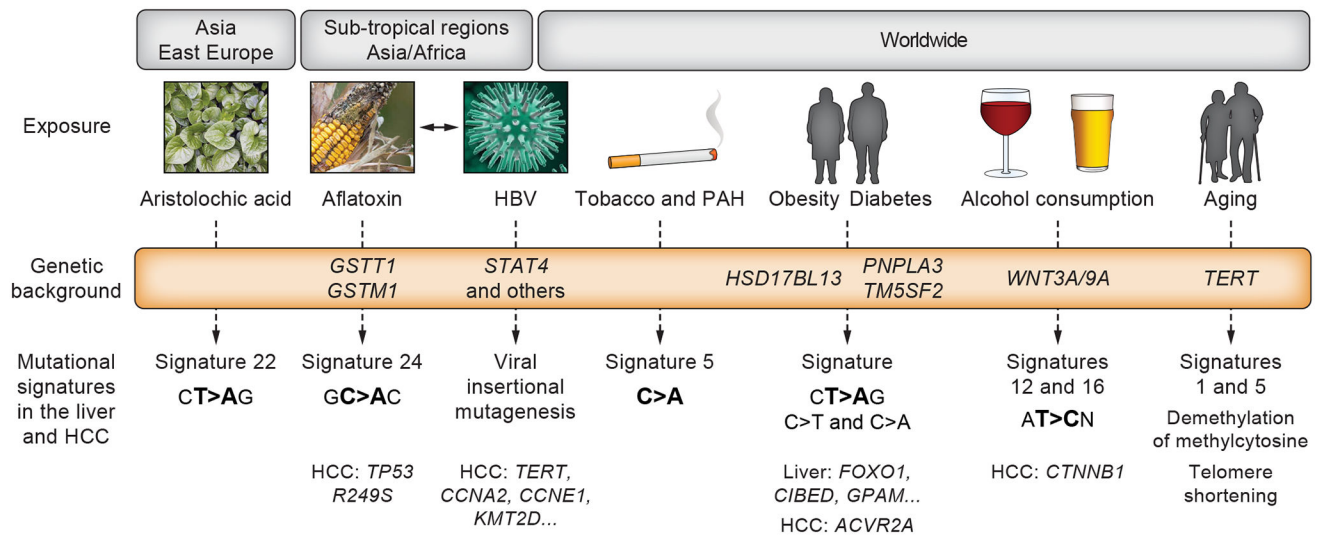 Asia
East Europe
Sub-tropical regions
Asia/Africa
Worldwide
Exposure
Aristolochic acid
Aflatoxin
HBV
Tobacco and PAH
Obesity Diabetes
Alcohol consumption
Aging
Genetic
background
GSTT1
GSTM1
STAT4
and others
HSD17BL13
PNPLA3
TM5SF2
WNT3A/9A
TERT
Mutational
signatures
in the liver
and HCC
Signature 22
CT>AG
Signature 24
GC>AC
HCC: TP53
R249S
Viral
insertional
mutagenesis
HCC: TERT,
CCNA2, CCNE1,
KMT2D...
Signature 5
C>A
Signature
CT>AG
C>T and C>A
Liver: FOXO1,
CIBED, GPAM...
HCC: ACVR2A
Signatures
12 and 16
AT>CN
HCC: CTNNB1
Signatures
1 and 5
Demethylation
of methylcytosine
Telomere
shortening